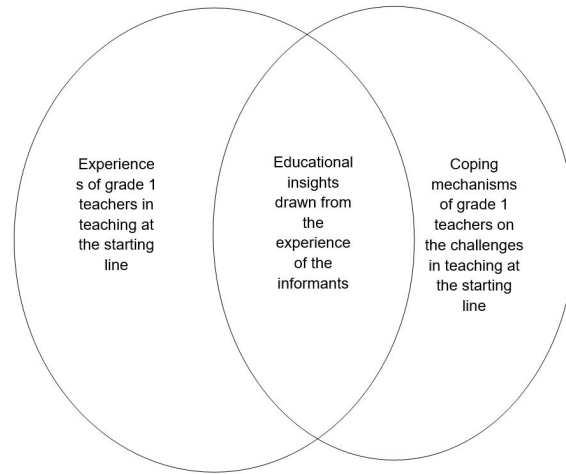 Experience
s of grade 1
teachers in
teaching at
the starting
line
Educational
insights
drawn from
the
experience
of the
informants
Coping
mechanisms
of grade 1
teachers on
the challenges
in teaching at
the starting
line